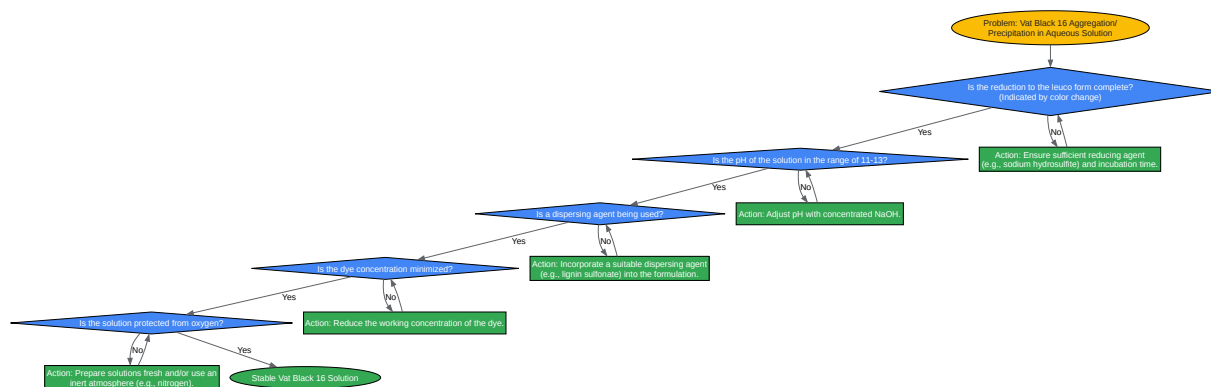 Problem: Vat Black 16 Aggregation/
Precipitation in Aqueous Solution
Is the reduction to the leuco form complete?
(Indicated by color change)
Yes
No
Is the pH of the solution in the range of 11-13?
Action: Ensure sufficient reducing agent
(e.g., sodium hydrosulfite) and incubation time.
Yes
No
Is a dispersing agent being used?
Action: Adjust pH with concentrated NaOH.
Yes
No
Is the dye concentration minimized?
Action: Incorporate a suitable dispersing agent
(e.g., lignin sulfonate) into the formulation.
Yes
No
Is the solution protected from oxygen?
Action: Reduce the working concentration of the dye.
No
Yes
Action: Prepare solutions fresh and/or use an
inert atmosphere (e.g., nitrogen).
Stable Vat Black 16 Solution